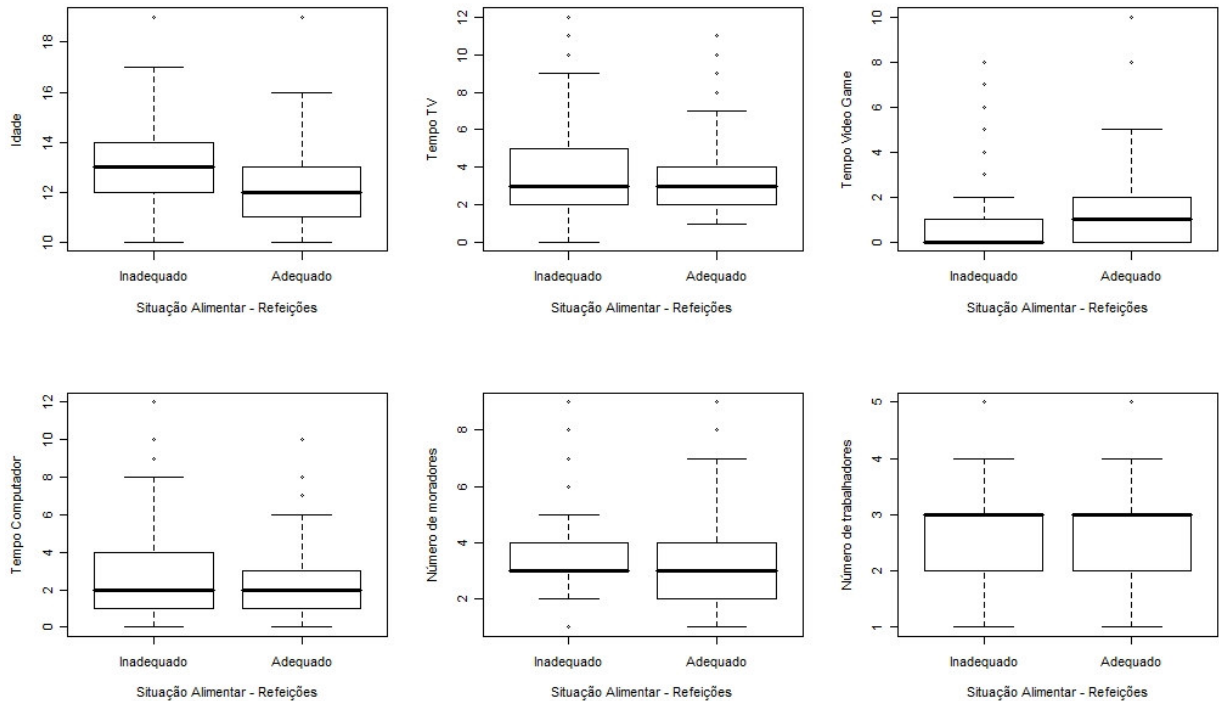 Idade
18
16
14
12
10
Inadequado Adequado
Situação Alimentar - Refeições
Tempo TV
12
10
8
6
4
2
0
Inadequado Adequado
Situação Alimentar - Refeições
Tempo Video Game
10
8
6
4
2
0
Inadequado Adequado
Situação Alimentar - Refeições
Tempo Computador
12
10
8
6
4
2
0
Inadequado Adequado
Situação Alimentar - Refeições
Número de moradores
8
6
4
2
Inadequado Adequado
Situação Alimentar - Refeições
Número de trabalhadores
5
4
3
2
1
Inadequado Adequado
Situação Alimentar - Refeições